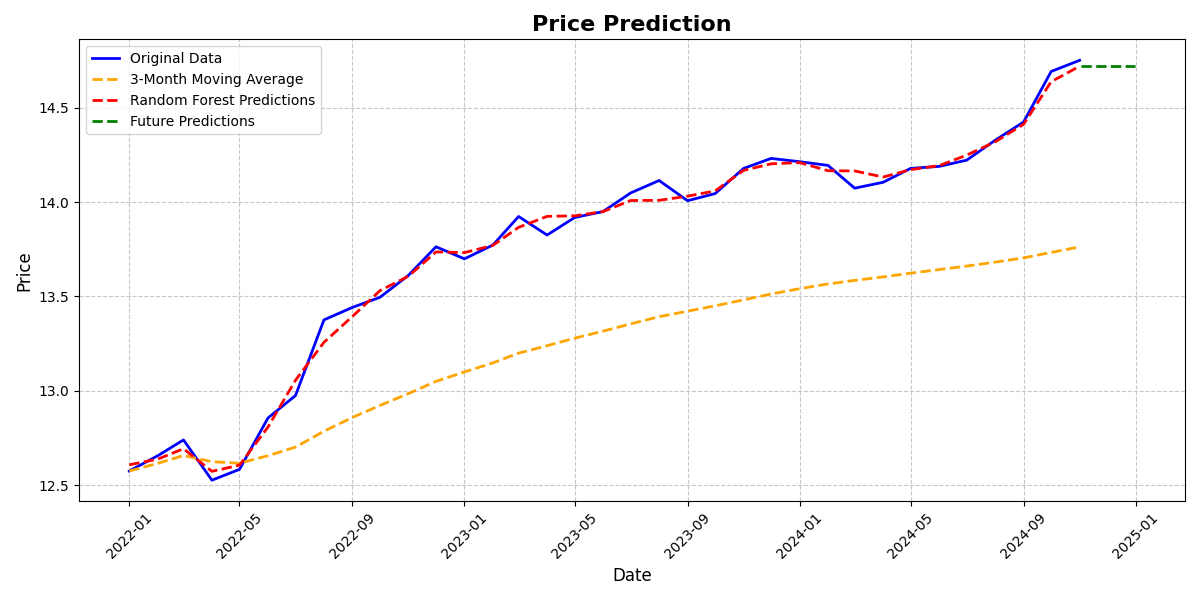 Price Prediction
Original Data
3-Month Moving Average
Random Forest Predictions
Future Predictions
Price
14.5
14.0
13.5
13.0
12.5
2022-01
2022-05
2022-09
2023-01
2023-05
2023-09
2024-01
2024-05
2024-09
2025-01
Date